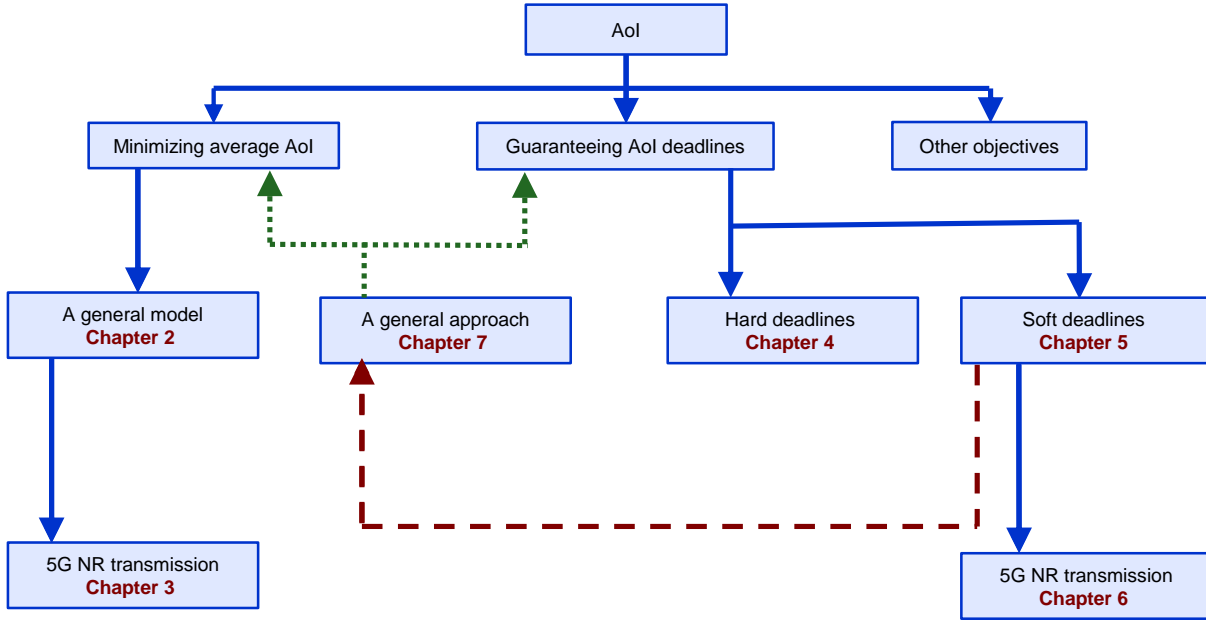 AoI
Minimizing average AoI
Guaranteeing AoI deadlines
Other objectives
A general model
Chapter 2
A general approach
Chapter 7
Hard deadlines
Chapter 4
Soft deadlines
Chapter 5
5G NR transmission
Chapter 3
5G NR transmission
Chapter 6